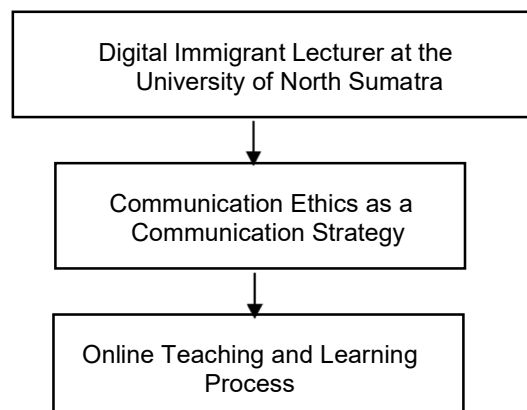 Digital Immigrant Lecturer at the
University of North Sumatra
Communication Ethics as a
Communication Strategy
Online Teaching and Learning
Process